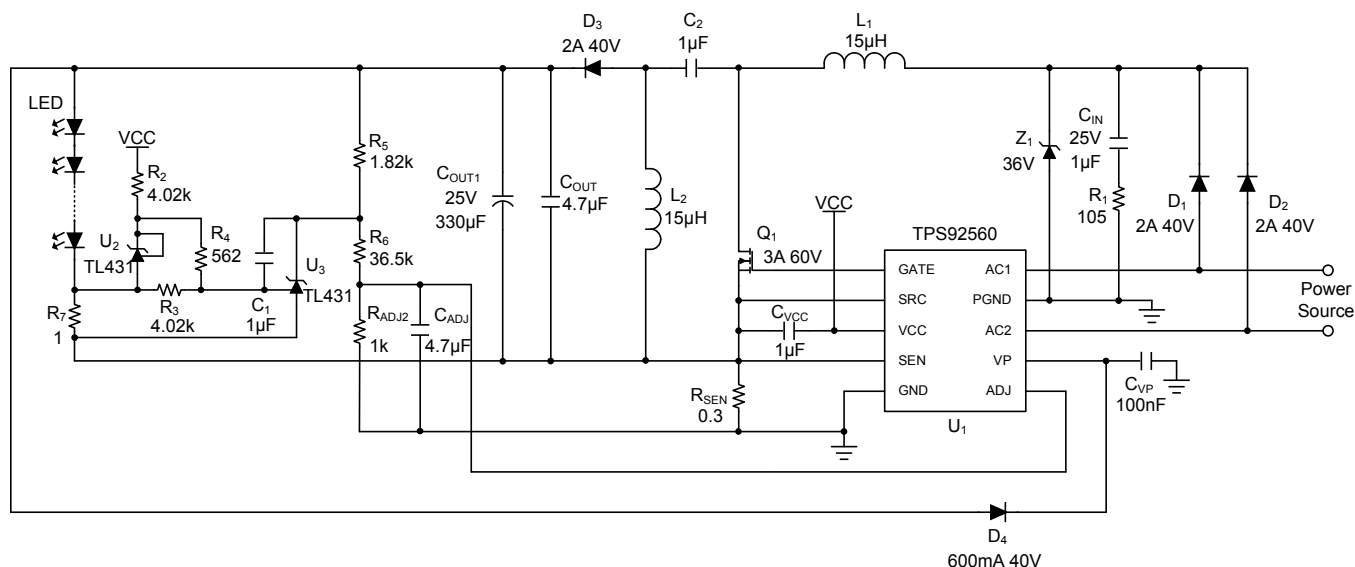 D3
2A 40V
C2
1µF
L1
15µH
LED
VCC
R2
4.02k
R5
1.82k
COUT1
25V
330µF
COUT
4.7µF
L2
15µH
Z1
36V
CIN
25V
1µF
R1
105
D1
2A 40V
D2
2A 40V
VCC
U2
TL431
R4
562
U3
TL431
R6
36.5k
Q1
3A 60V
TPS92560
GATE
AC1
SRC
PGND
VCC
AC2
SEN
VP
GND
ADJ
U1
Power
Source
R3
4.02k
C1
1µF
R7
1
RADJ2
1k
CADJ
4.7µF
CVCC
1µF
RSEN
0.3
CVP
100nF
D4
600mA 40V